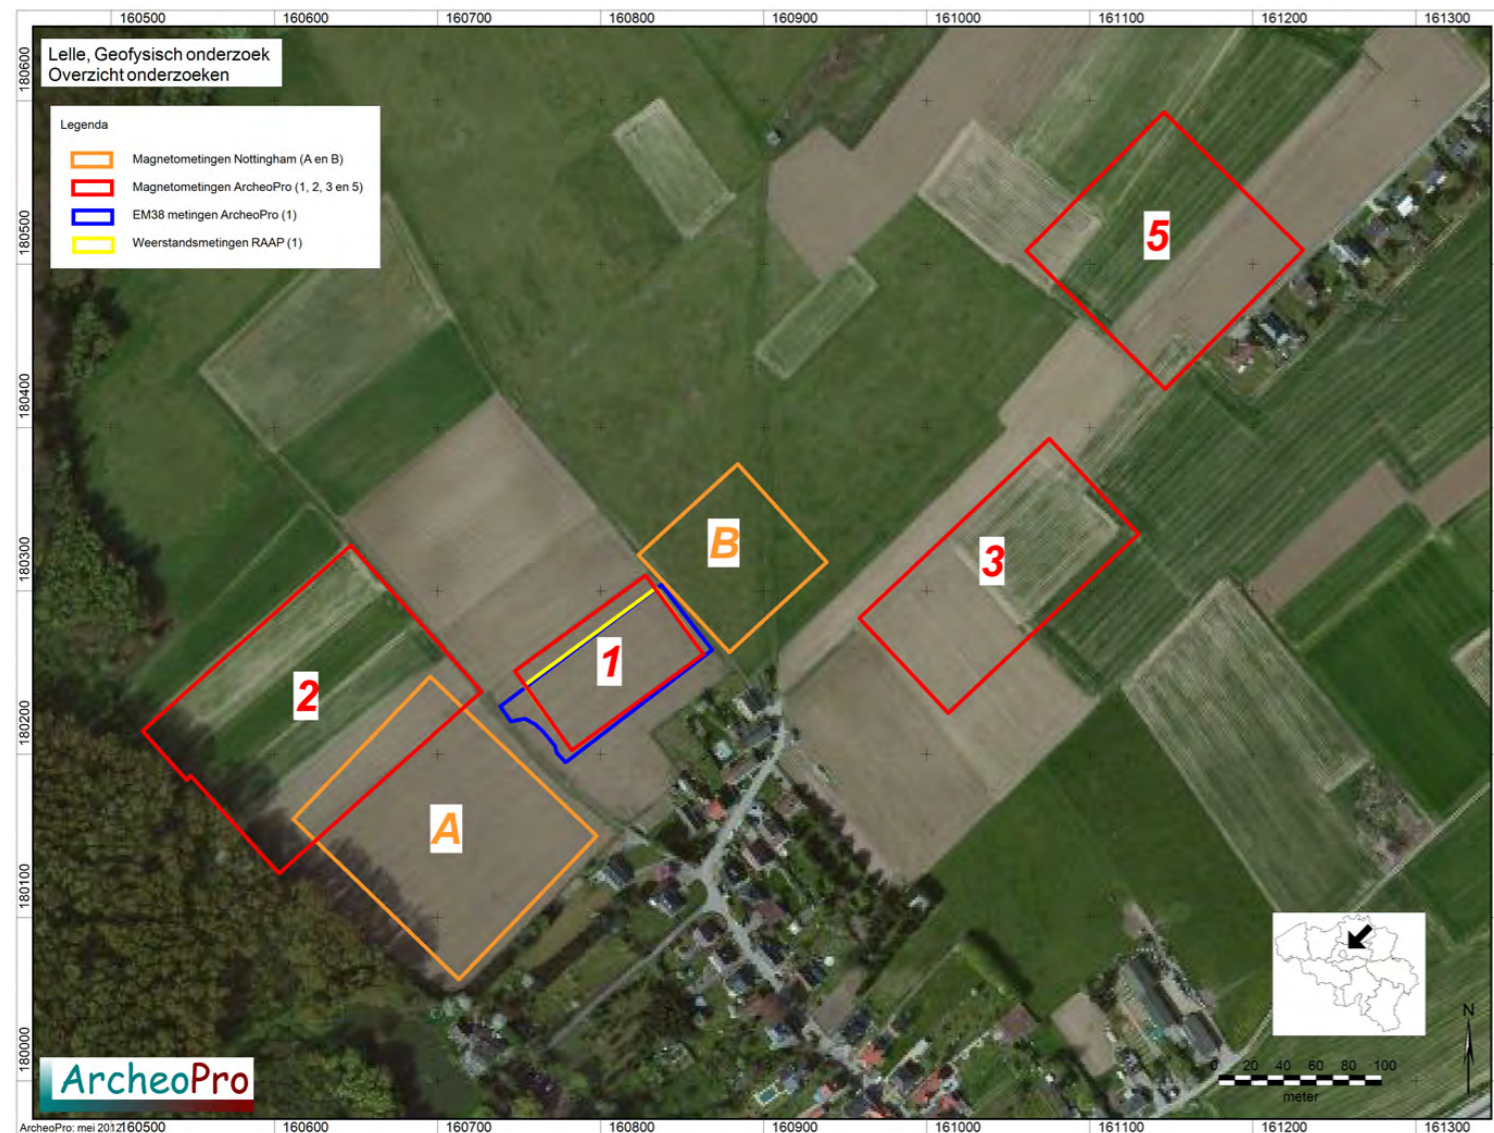 160500 160600 160700 160800 160900 161000 161100 161200 161300
180600
180500
180400
180300
180200
180100
180000
Lelle, Geofysisch onderzoek
Overzicht onderzoeken
Legenda
Magnetometingen Nottingham (A en B)
Magnetometingen ArcheoPro (1, 2, 3 en 5)
EM38 metingen ArcheoPro (1)
Weerstandsmetingen RAAP (1)
5
B
3
1
2
A
N
0 20 40 60 80 100
meter
ArcheoPro
ArcheoPro: mei 2012
160500 160600 160700 160800 160900 161000 161100 161200 161300